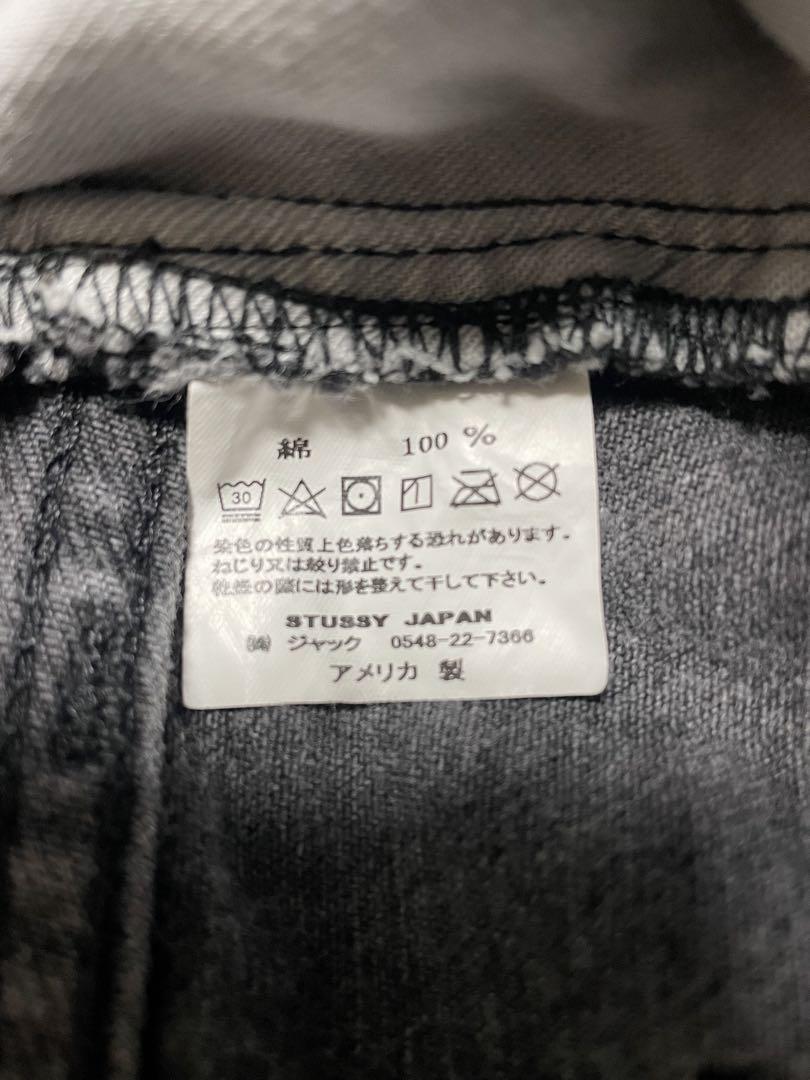 綿 100 %
30
染色の性質上色落ちする恐れがあります。
ねじり又は絞り禁止です。
乾燥の際には形を整えて干して下さい。
STUSSY JAPAN
㈱ ジャック 0548-22-7366
アメリカ 製